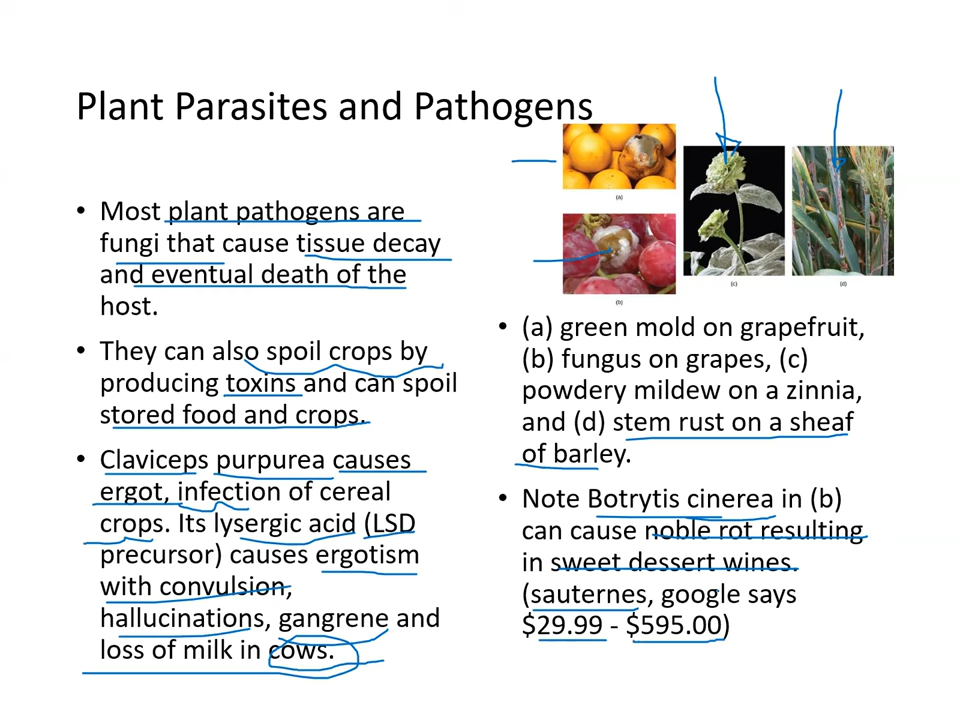 Plant Parasites and Pathogens
• Most plant pathogens are
fungi that cause tissue decay
and eventual death of the
host.
• They can also spoil crops by
producing toxins and can spoil
stored food and crops.
• Claviceps purpurea causes
ergot, infection of cereal
crops. Its lysergic acid (LSD
precursor) causes ergotism
with convulsion,
hallucinations, gangrene and
loss of milk in cows.
(a)
(b)
(c)
(d)
• (a) green mold on grapefruit,
(b) fungus on grapes, (c)
powdery mildew on a zinnia,
and (d) stem rust on a sheaf
of barley.
• Note Botrytis cinerea in (b)
can cause noble rot resulting
in sweet dessert wines.
(sauternes, google says
$29.99 - $595.00)